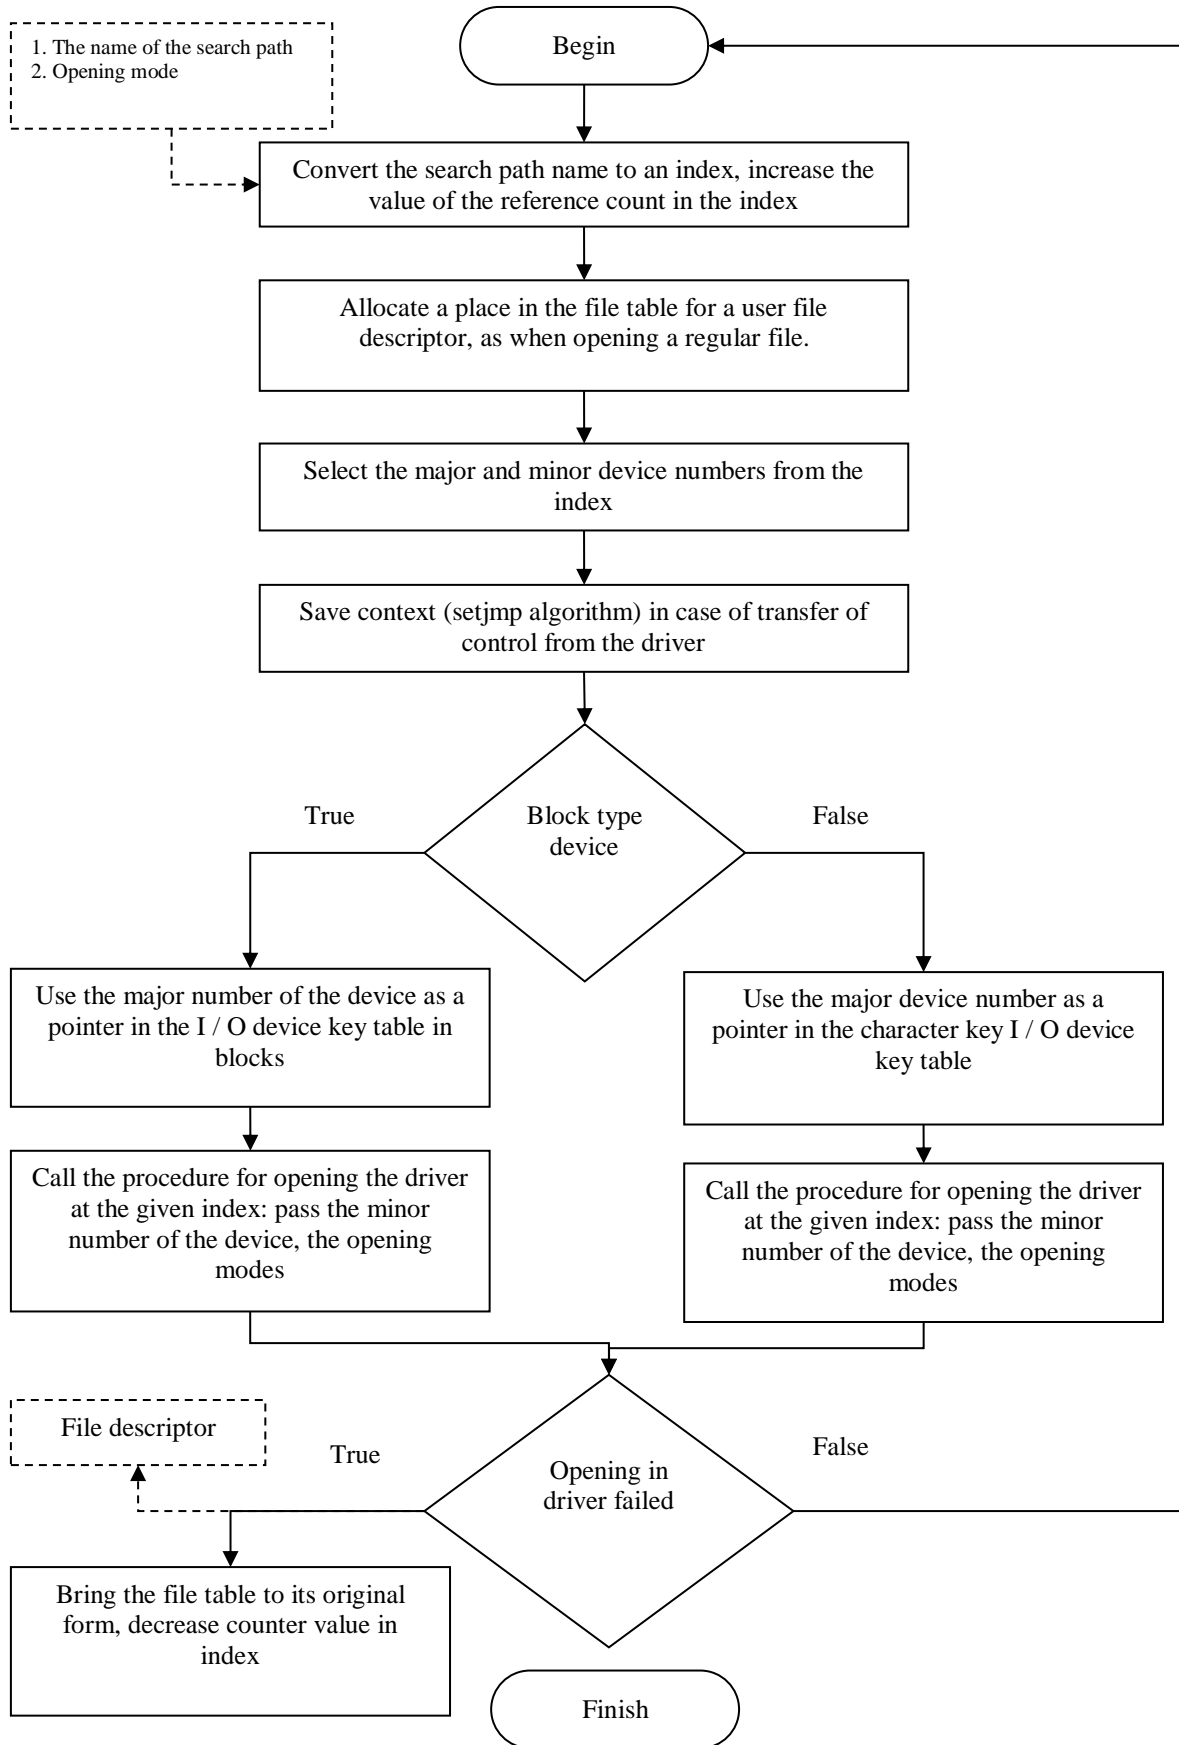 1. The name of the search path
2. Opening mode
Begin
Convert the search path name to an index, increase the
value of the reference count in the index
Allocate a place in the file table for a user file
descriptor, as when opening a regular file.
Select the major and minor device numbers from the
index
Save context (setjmp algorithm) in case of transfer of
control from the driver
True
Block type
device
False
Use the major number of the device as a
pointer in the I / O device key table in
blocks
Use the major device number as a
pointer in the character key I / O device
key table
Call the procedure for opening the driver
at the given index: pass the minor
number of the device, the opening
modes
Call the procedure for opening the driver
at the given index: pass the minor
number of the device, the opening
modes
File descriptor
True
Opening in
driver failed
False
Bring the file table to its original
form, decrease counter value in
index
Finish